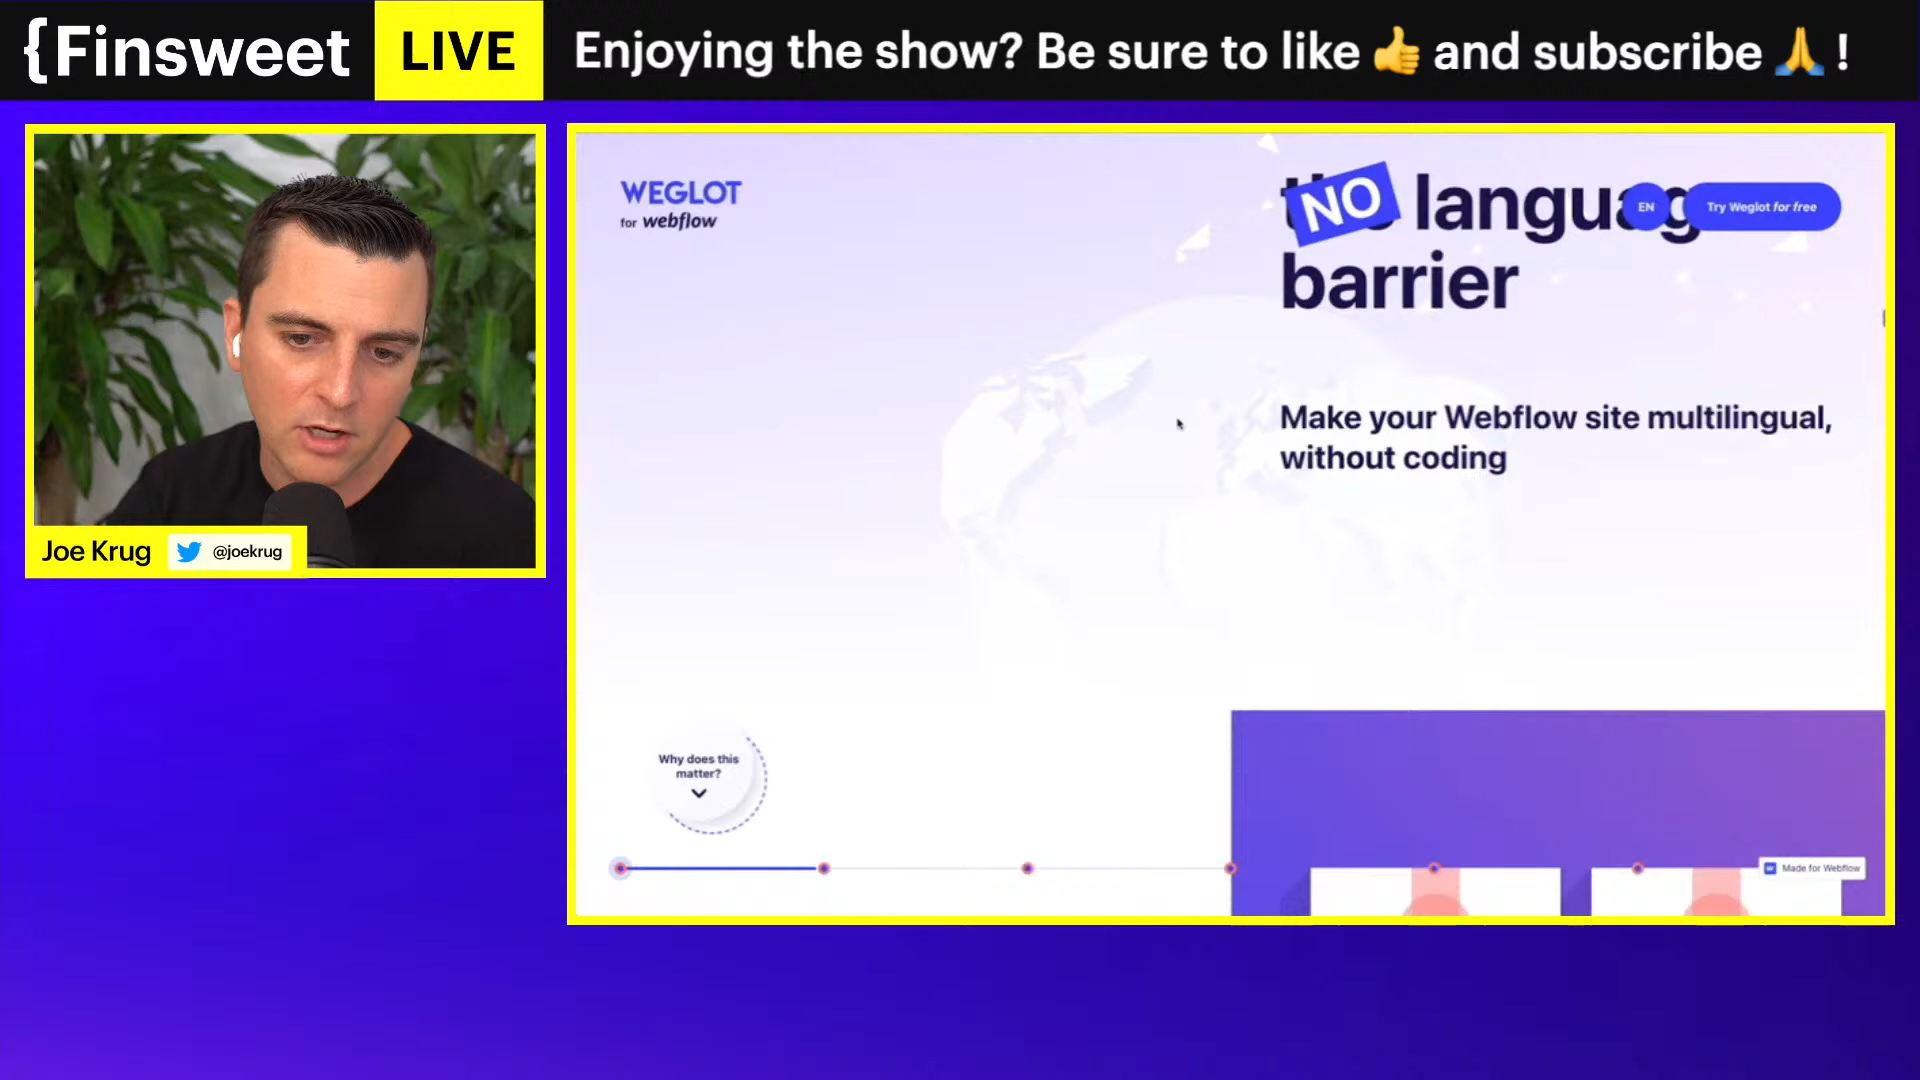 {Finsweet
LIVE
Enjoying the show? Be sure to like 👍 and subscribe 🙏 !
WEGLOT
for webflow
NO languag
barrier
EN
Try Weglot for free
Make your Webflow site multilingual,
without coding
Why does this
matter?
Made for Webflow
Joe Krug
@joekrug